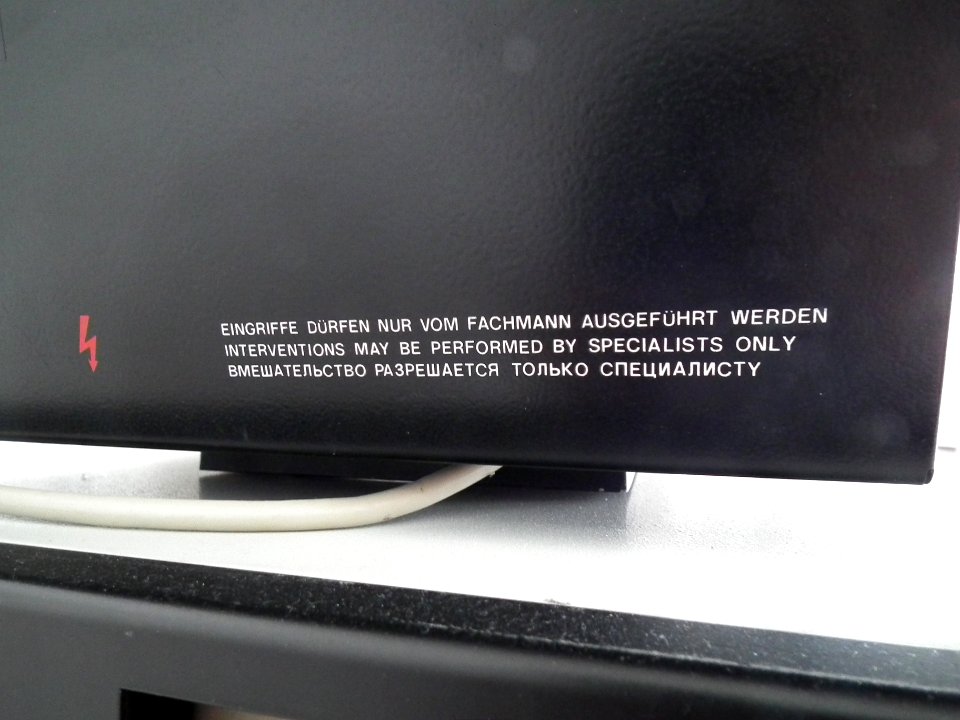 EINGRIFFE DÜRFEN NUR VOM FACHMANN AUSGEFÜHRT WERDEN
INTERVENTIONS MAY BE PERFORMED BY SPECIALISTS ONLY
ВМЕШАТЕЛЬСТВО РАЗРЕШАЕТСЯ ТОЛЬКО СПЕЦИАЛИСТУ